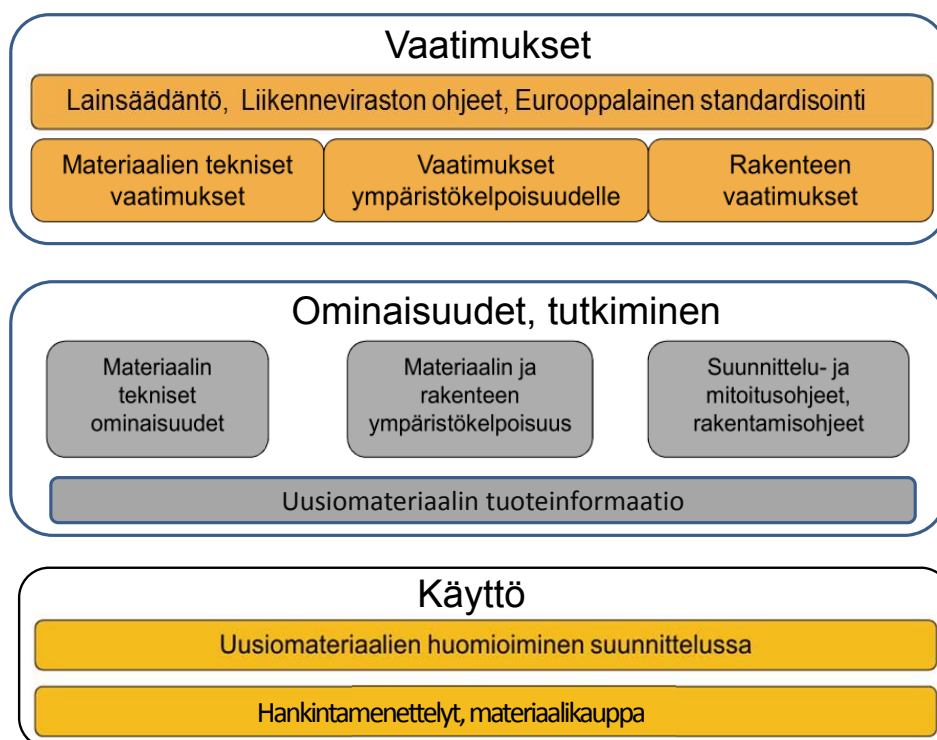 Vaatimukset
Lainsäädäntö, Liikenneviraston ohjeet, Eurooppalainen standardisointi
Materiaalien tekniset
vaatimukset
Vaatimukset
ympäristökelpoisuudelle
Rakenteen
vaatimukset
Ominaisuudet, tutkiminen
Materiaalin
tekniset
ominaisuudet
Materiaalin ja
rakenteen
ympäristökelpoisuus
Suunnittelu- ja
mitoitusohjeet,
rakentamisohjeet
Uusiomateriaalin tuoteinformaatio
Käyttö
Uusiomateriaalien huomioiminen suunnittelussa
Hankintamenettelyt, materiaalikauppa